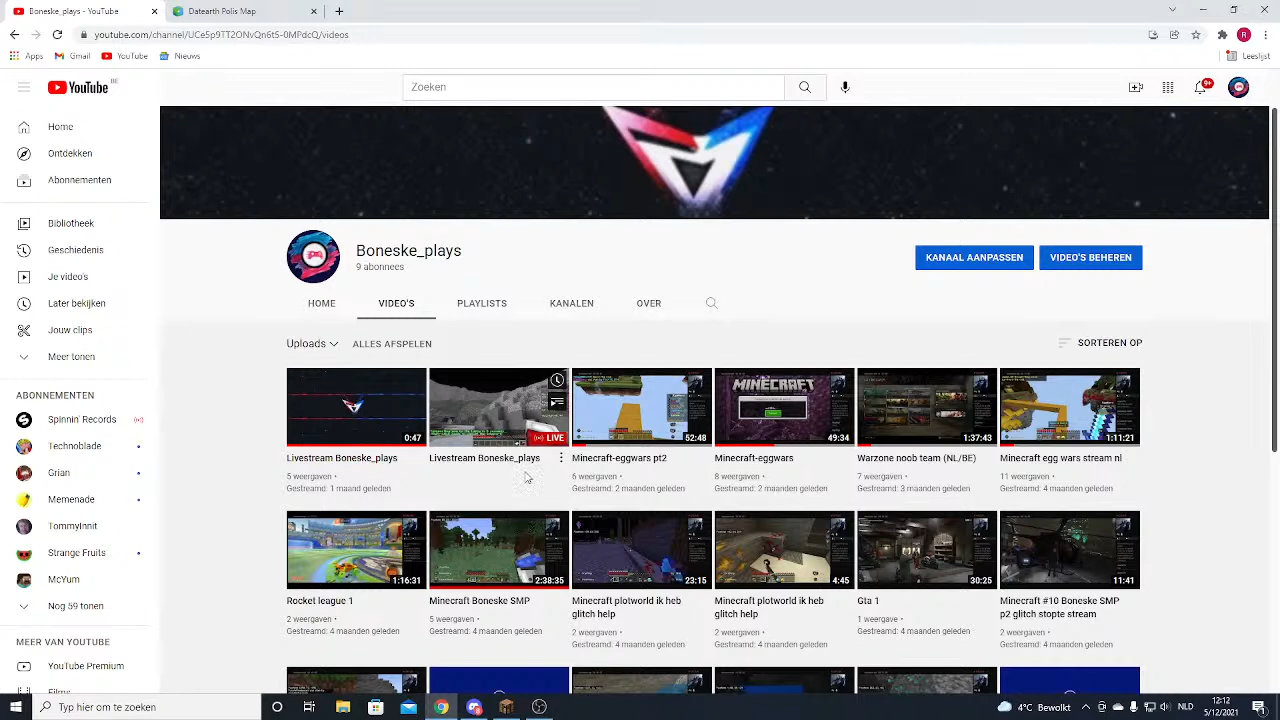 Boneske_plays - YouTube
Datearth Polis Map
youtube.com/channel/UCe5p9TT2ONvQn6tS-0MPdcQ/videos
Apps
Gmail
YouTube
Nieuws
Leeslijst
YouTube BE
Zoeken
9+
Home
Ontdekken
Abonnementen
Bibliotheek
Geschiedenis
Je video's
Later bekijken
Jouw clips
Meer tonen
ABONNEMENTEN
Spinnin Records
Technoblade
Grian
Memenade
TommyInnit
Strange Fruits
McYum
Nog 59 tonen
MEER VAN YOUTUBE
YouTube Premium
Films
Boneske_plays
9 abonnees
KANAAL AANPASSEN
VIDEO'S BEHEREN
HOME
VIDEO'S
PLAYLISTS
KANALEN
OVER
Uploads
ALLES AFSPELEN
SORTEREN OP
0:47
Livestream Boneske_plays
5 weergaven •
Gestreamd: 1 maand geleden
LIVE
Livestream Boneske_plays
52:48
Minecraft-eggwars pt2
6 weergaven •
Gestreamd: 2 maanden geleden
MINECRAFT
49:34
Minecraft-eggwars
8 weergaven •
Gestreamd: 2 maanden geleden
1:37:43
Warzone noob team (NL/BE)
7 weergaven •
Gestreamd: 3 maanden geleden
1:11:21
Minecraft egg wars stream nl
11 weergaven •
Gestreamd: 4 maanden geleden
1:16:31
Rocket league 1
2 weergaven •
Gestreamd: 4 maanden geleden
2:38:35
Minecraft Boneske SMP
5 weergaven •
Gestreamd: 4 maanden geleden
23:15
Minecraft plotworld ik heb
glitch help
2 weergaven •
Gestreamd: 4 maanden geleden
4:45
Minecraft plotworld ik heb
glitch help
2 weergaven •
Gestreamd: 4 maanden geleden
30:25
Gta 1
1 weergave •
Gestreamd: 4 maanden geleden
11:41
Minecraft #10 Boneske SMP
p2 glitch stopte stream
2 weergaven •
Gestreamd: 4 maanden geleden
Typ hier om te zoeken
4°C Bewolkt
NLD
12:12
5/12/2021